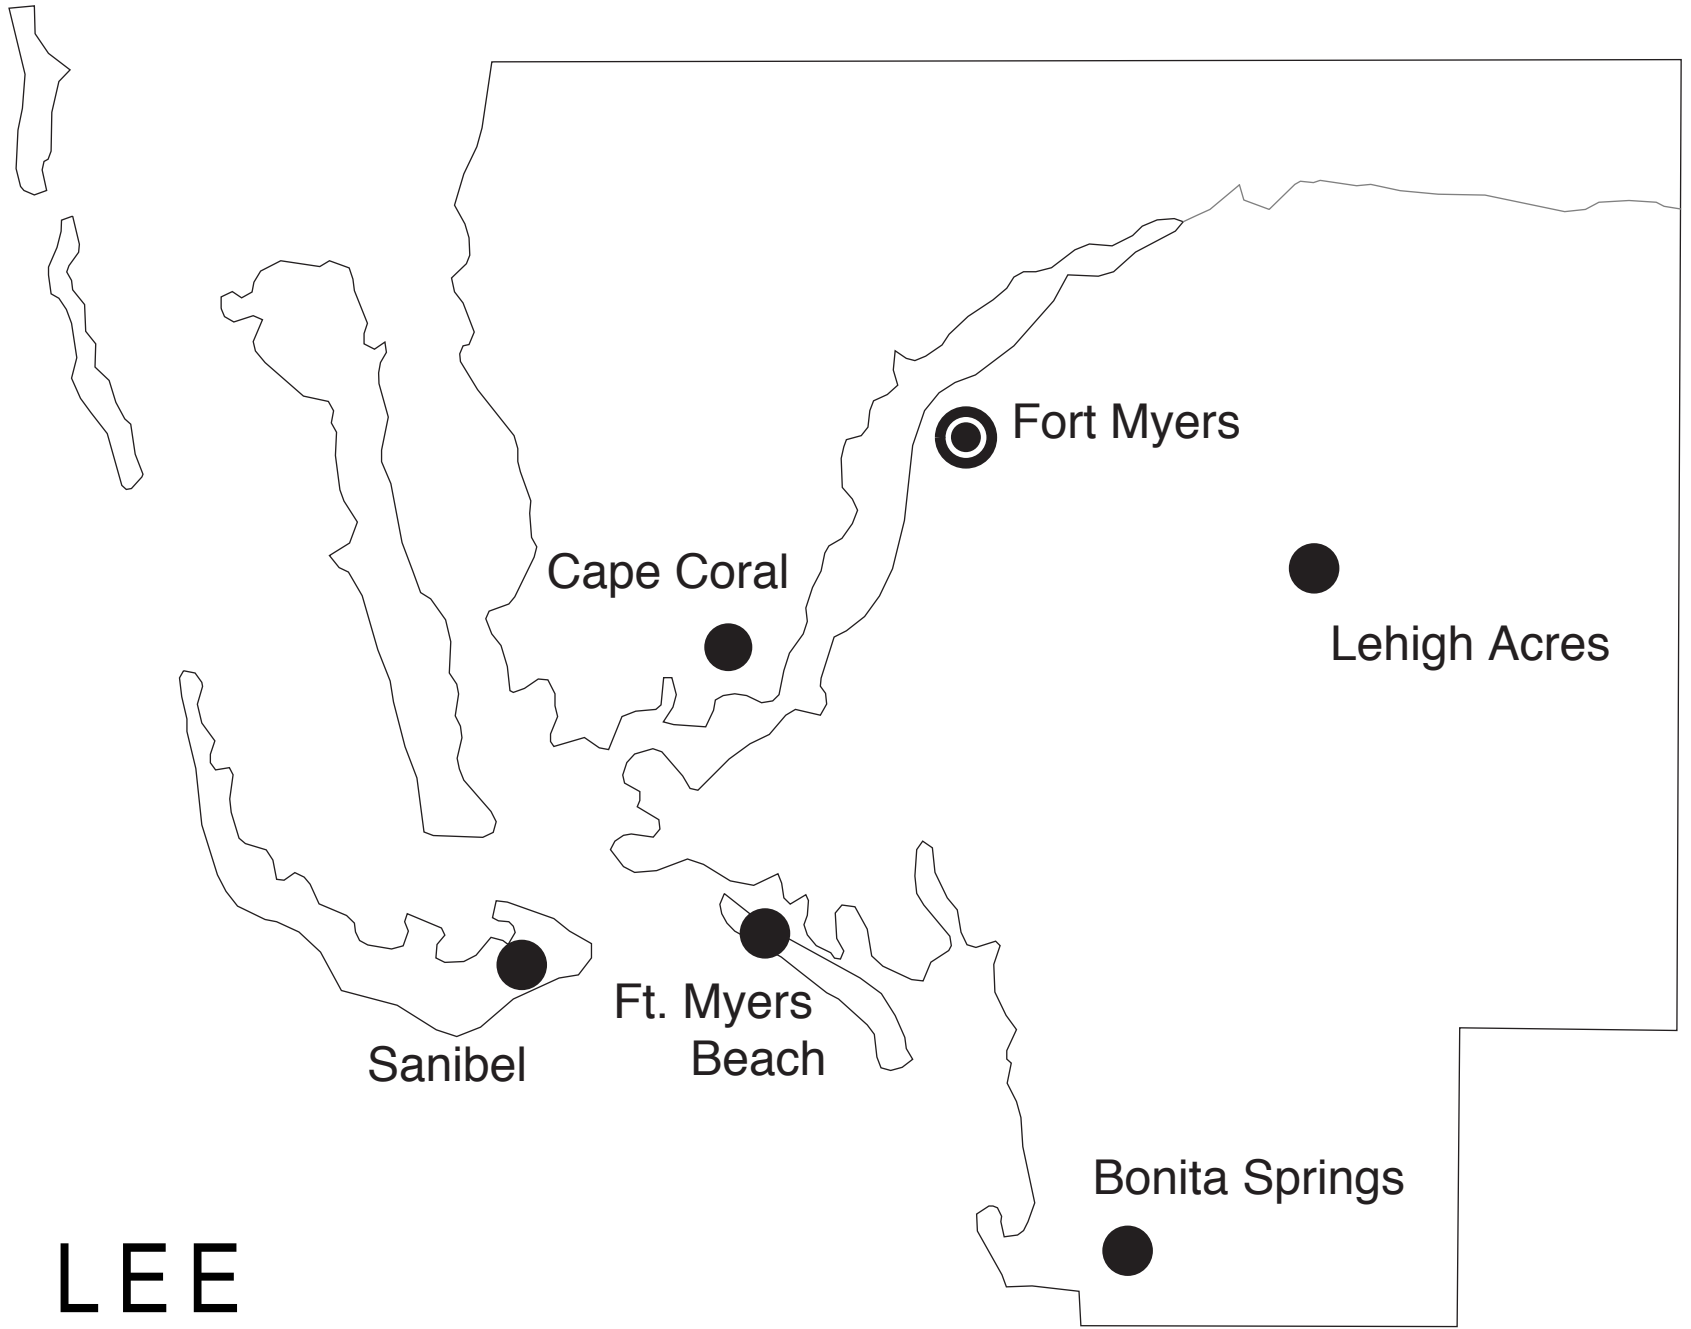 Fort Myers
Cape Coral
Lehigh Acres
Ft. Myers
Beach
Sanibel
Bonita Springs
LEE